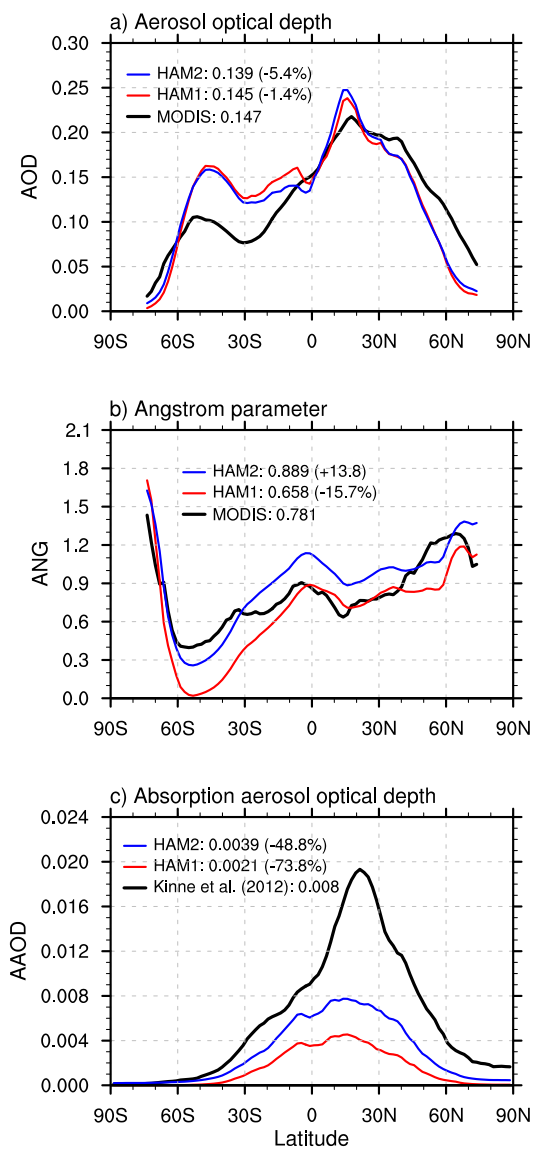 a) Aerosol optical depth
0.30
0.25
0.20
0.15
0.10
0.05
0.00
AOD
HAM2: 0.139 (-5.4%)
HAM1: 0.145 (-1.4%)
MODIS: 0.147
90S 60S 30S 0 30N 60N 90N
b) Angstrom parameter
2.1
1.8
1.5
1.2
0.9
0.6
0.3
0.0
ANG
HAM2: 0.889 (+13.8)
HAM1: 0.658 (-15.7%)
MODIS: 0.781
90S 60S 30S 0 30N 60N 90N
c) Absorption aerosol optical depth
0.024
0.020
0.016
0.012
0.008
0.004
0.000
AAOD
HAM2: 0.0039 (-48.8%)
HAM1: 0.0021 (-73.8%)
Kinne et al. (2012): 0.008
90S 60S 30S 0 30N 60N 90N
Latitude